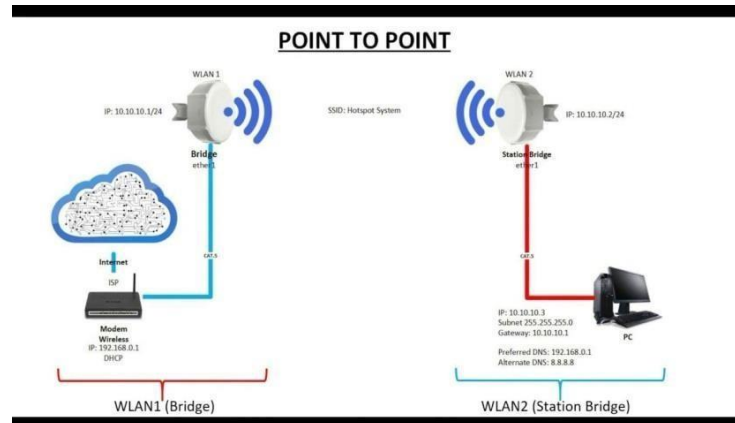 POINT TO POINT
WLAN 1
IP: 10.10.10.1/24
Bridge
ether1
SSID: Hotspot System
WLAN 2
IP: 10.10.10.2/24
Station Bridge
ether1
Internet
ISP
CAT.5
Modem
Wireless
IP: 192.168.0.1
DHCP
CAT.5
IP: 10.10.10.3
Subnet 255.255.255.0
Gateway: 10.10.10.1
Preferred DNS: 192.168.0.1
Alternate DNS: 8.8.8.8
PC
WLAN1 (Bridge)
WLAN2 (Station Bridge)